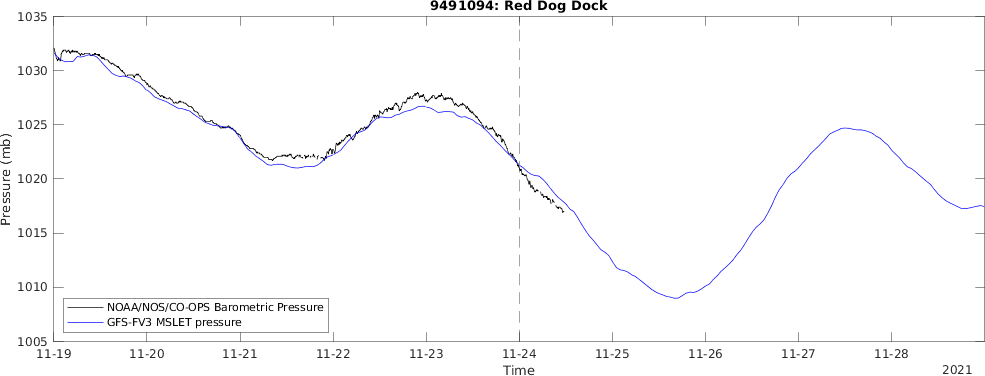 9491094: Red Dog Dock
1035
1030
1025
1020
1015
1010
1005
Pressure (mb)
NOAA/NOS/CO-OPS Barometric Pressure
GFS-FV3 MSLET pressure
11-19 11-20 11-21 11-22 11-23 11-24 11-25 11-26 11-27 11-28
Time
2021